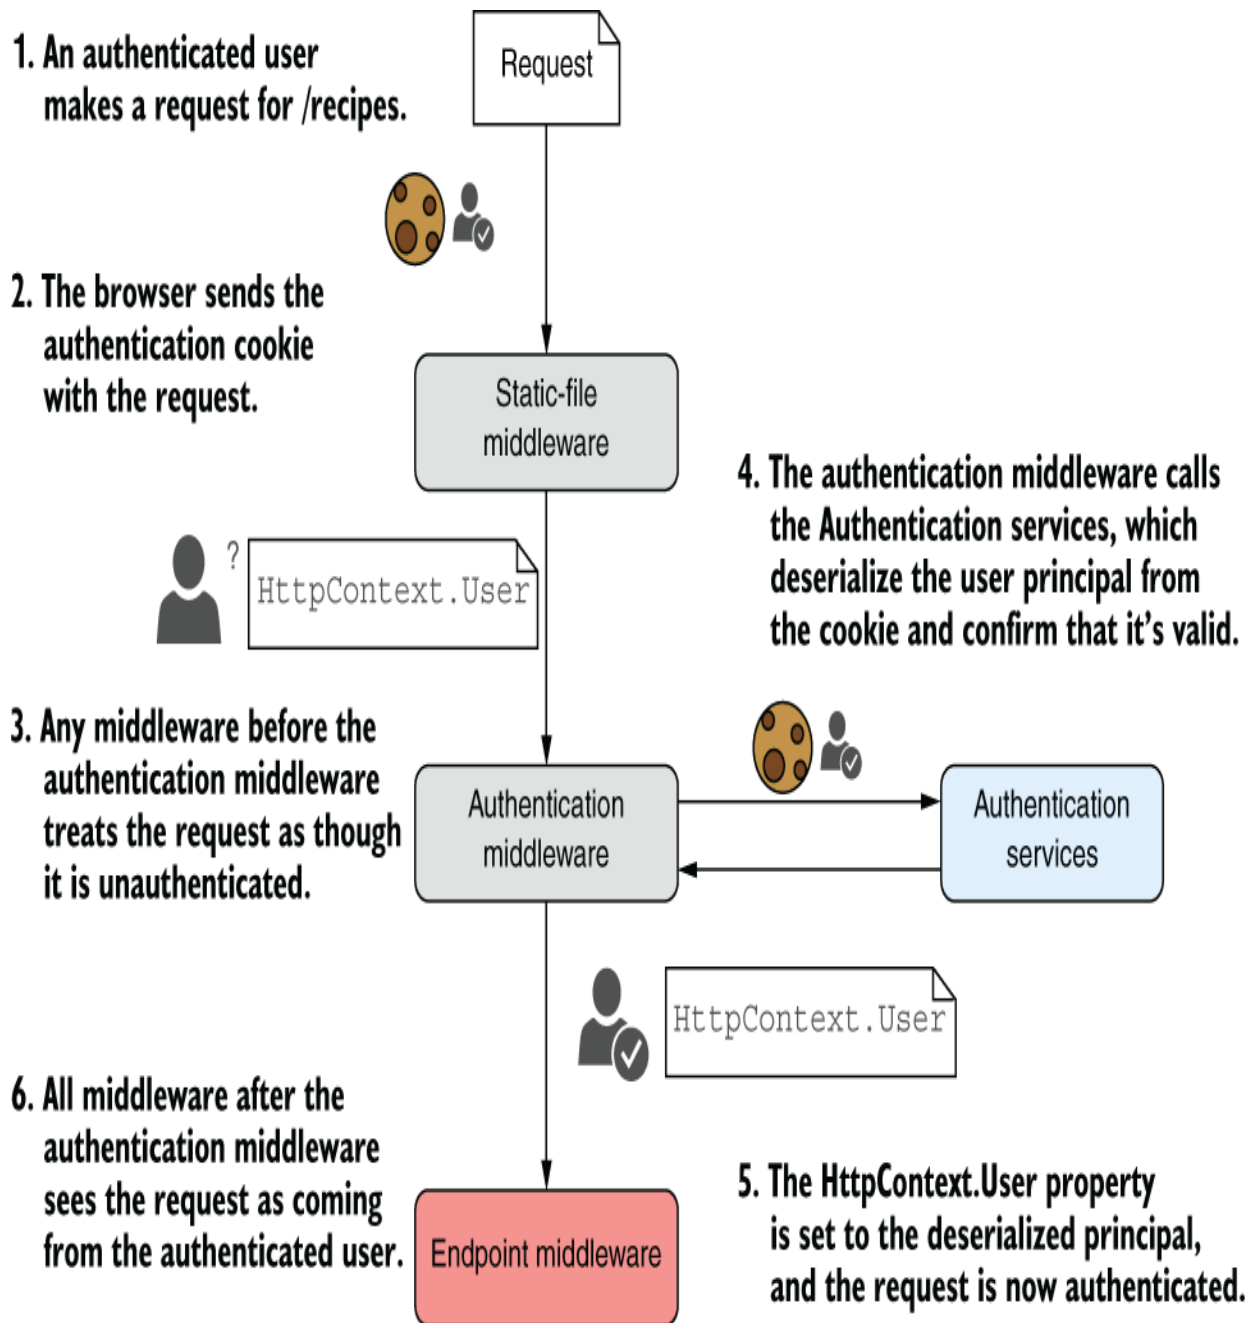 1. An authenticated user
makes a request for /recipes.
Request
2. The browser sends the
authentication cookie
with the request.
Static-file
middleware
?
HttpContext.User
4. The authentication middleware calls
the Authentication services, which
deserialize the user principal from
the cookie and confirm that it's valid.
3. Any middleware before the
authentication middleware
treats the request as though
it is unauthenticated.
Authentication
middleware
Authentication
services
HttpContext.User
6. All middleware after the
authentication middleware
sees the request as coming
from the authenticated user.
Endpoint middleware
5. The HttpContext.User property
is set to the deserialized principal,
and the request is now authenticated.